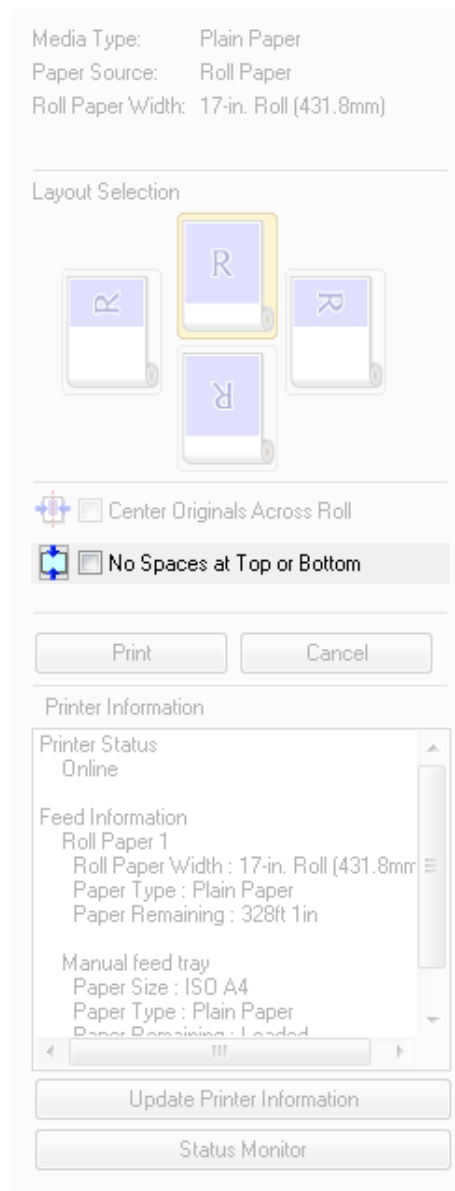 Media Type: Plain Paper
Paper Source: Roll Paper
Roll Paper Width: 17-in. Roll (431.8mm)
Layout Selection
R
R
R
R
Center Originals Across Roll
No Spaces at Top or Bottom
Print Cancel
Printer Information
Printer Status
Online
Feed Information
Roll Paper 1
Roll Paper Width : 17-in. Roll (431.8mm
Paper Type : Plain Paper
Paper Remaining : 328ft 1in
Manual feed tray
Paper Size : ISO A4
Paper Type : Plain Paper
Paper Remaining : Loaded
Update Printer Information
Status Monitor